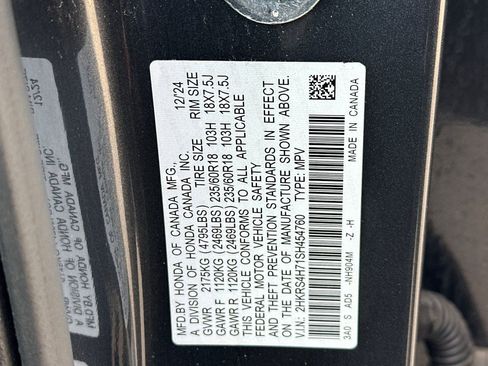 MFD.BY HONDA OF CANADA MFG., 12/24
A DIVISION OF HONDA CANADA INC.
TIRE SIZE RIM SIZE
GVWR 2175KG (4795LBS)
GAWR F 1120KG (2469LBS) 235/60R18 103H 18X7.5J
GAWR R 1120KG (2469LBS) 235/60R18 103H 18X7.5J
THIS VEHICLE CONFORMS TO ALL APPLICABLE
FEDERAL MOTOR VEHICLE SAFETY
AND THEFT PREVENTION STANDARDS IN EFFECT
ON THE DATE OF MANUFACTURE SHOWN ABOVE.
V.I.N: 2HKRS4H71SH454760 TYPE: MPV
3A0 S AD5 -NH904M -Z -H MADE IN CANADA